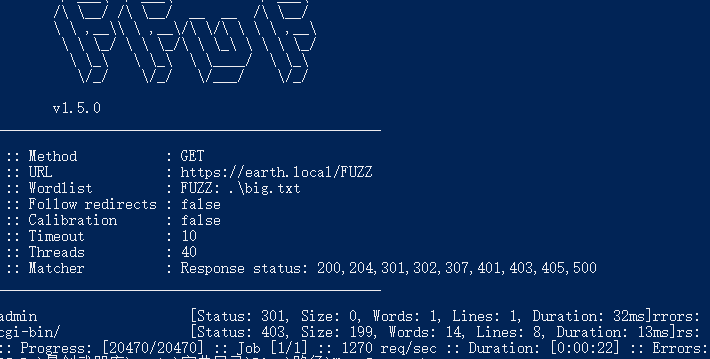 v1.5.0
:: Method : GET
:: URL : https://earth.local/FUZZ
:: Wordlist : FUZZ: .\big.txt
:: Follow redirects : false
:: Calibration : false
:: Timeout : 10
:: Threads : 40
:: Matcher : Response status: 200,204,301,302,307,401,403,405,500
admin [Status: 301, Size: 0, Words: 1, Lines: 1, Duration: 32ms]rrors:
cgi-bin/ [Status: 403, Size: 199, Words: 14, Lines: 8, Duration: 13ms]rs:
:: Progress: [20470/20470] :: Job [1/1] :: 1270 req/sec :: Duration: [0:00:22] :: Errors: